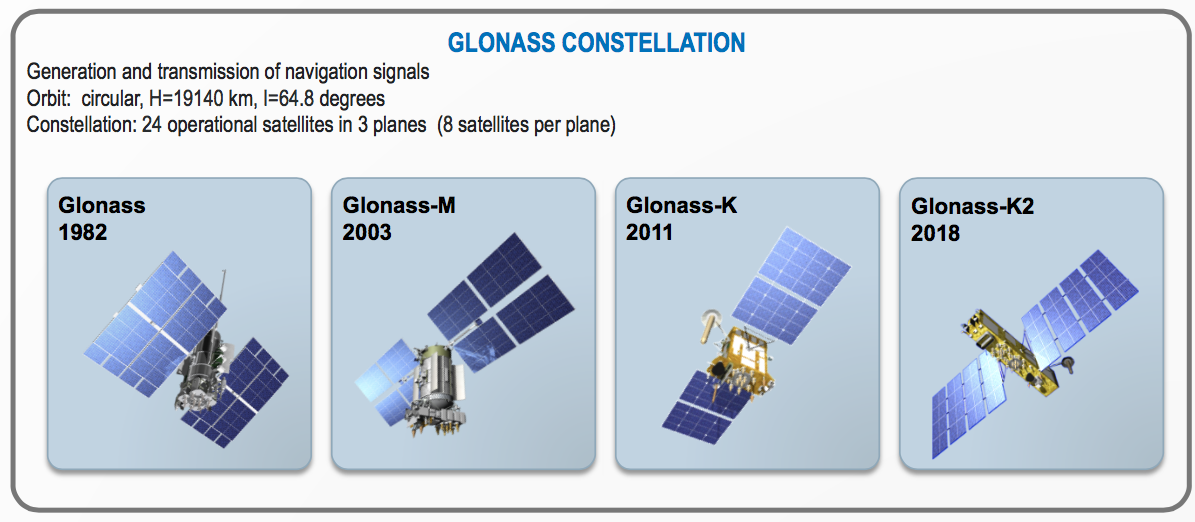 GLONASS CONSTELLATION
Generation and transmission of navigation signals
Orbit: circular, H=19140 km, I=64.8 degrees
Constellation: 24 operational satellites in 3 planes (8 satellites per plane)
Glonass
1982
Glonass-M
2003
Glonass-K
2011
Glonass-K2
2018